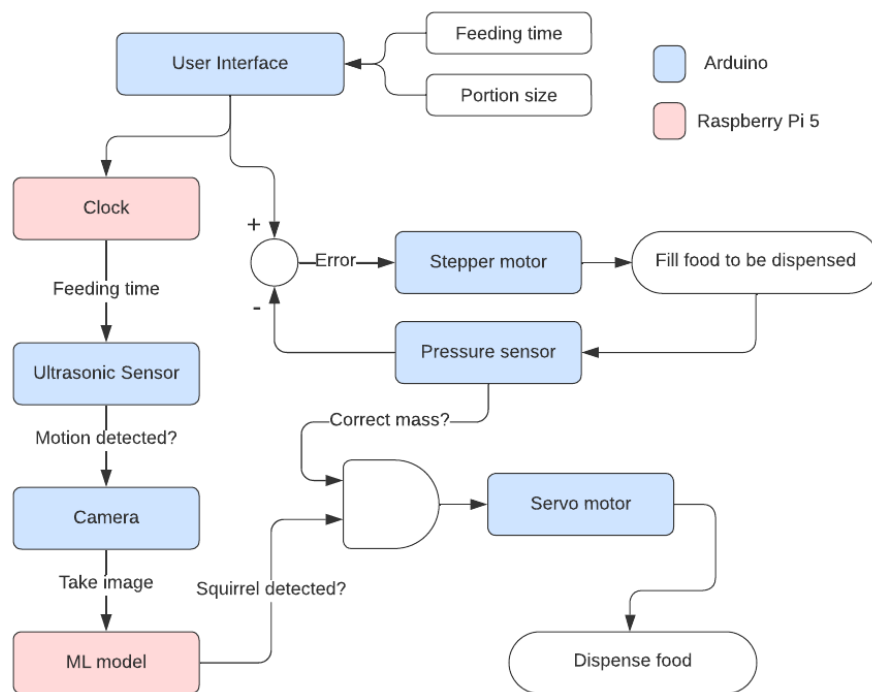 Feeding time
User Interface
Portion size
Arduino
Raspberry Pi 5
Clock
+
Error
Stepper motor
Fill food to be dispensed
-
Feeding time
Pressure sensor
Ultrasonic Sensor
Correct mass?
Motion detected?
Camera
Servo motor
Take image
Squirrel detected?
ML model
Dispense food